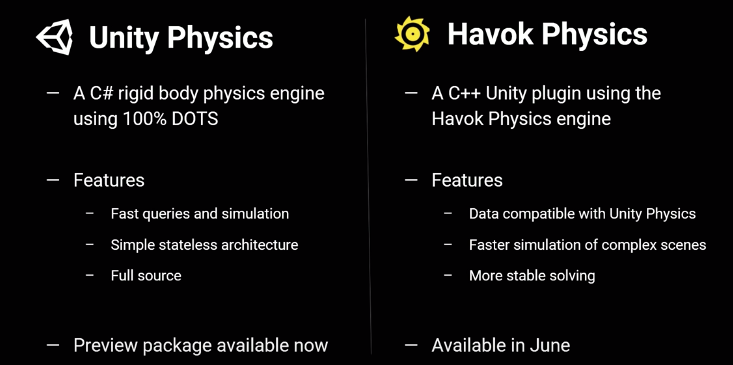 Unity Physics
– A C# rigid body physics engine
using 100% DOTS
– Features
– Fast queries and simulation
– Simple stateless architecture
– Full source
– Preview package available now
Havok Physics
– A C++ Unity plugin using the
Havok Physics engine
– Features
– Data compatible with Unity Physics
– Faster simulation of complex scenes
– More stable solving
– Available in June